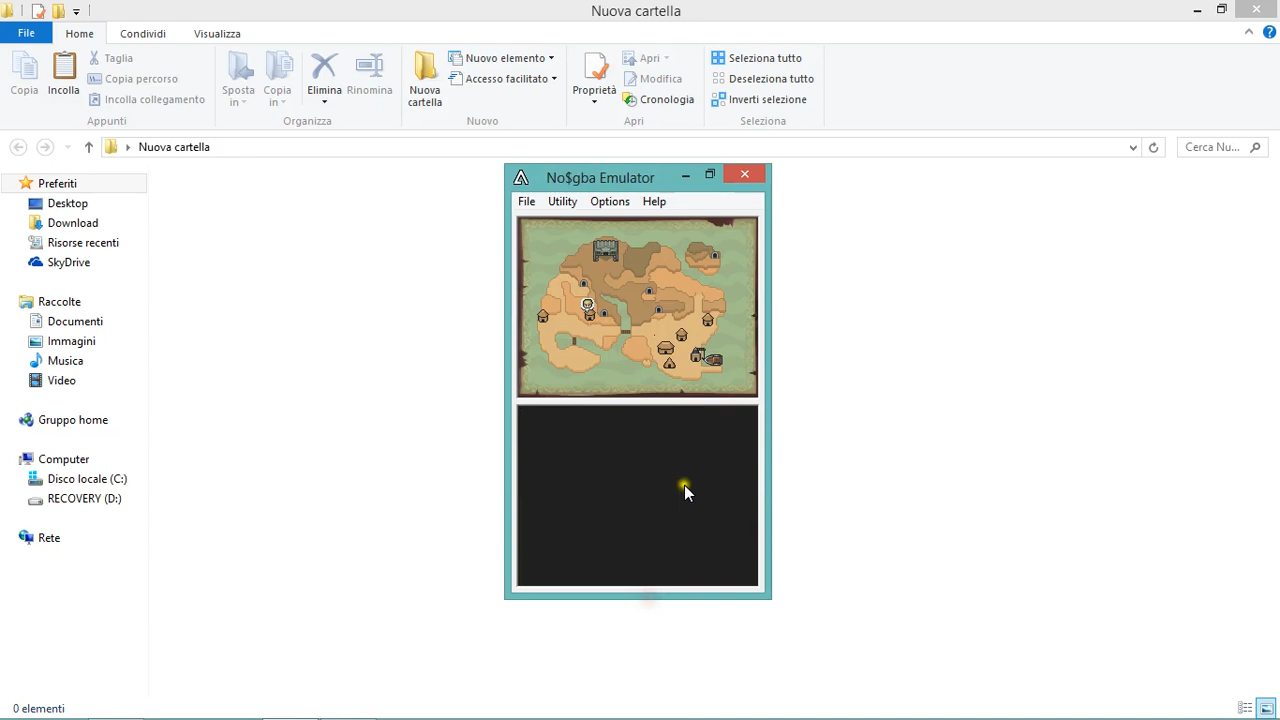 Nuova cartella
File
Home
Condividi
Visualizza
Copia
Incolla
Taglia
Copia percorso
Incolla collegamento
Appunti
Sposta
in
Copia
in
Elimina
Rinomina
Organizza
Nuova
cartella
Nuovo elemento
Accesso facilitato
Nuovo
Proprietà
Apri
Modifica
Cronologia
Apri
Seleziona tutto
Deseleziona tutto
Inverti selezione
Seleziona
Nuova cartella
Cerca Nu...
Preferiti
Desktop
Download
Risorse recenti
SkyDrive
Raccolte
Documenti
Immagini
Musica
Video
Gruppo home
Computer
Disco locale (C:)
RECOVERY (D:)
Rete
No$gba Emulator
File Utility Options Help
0 elementi